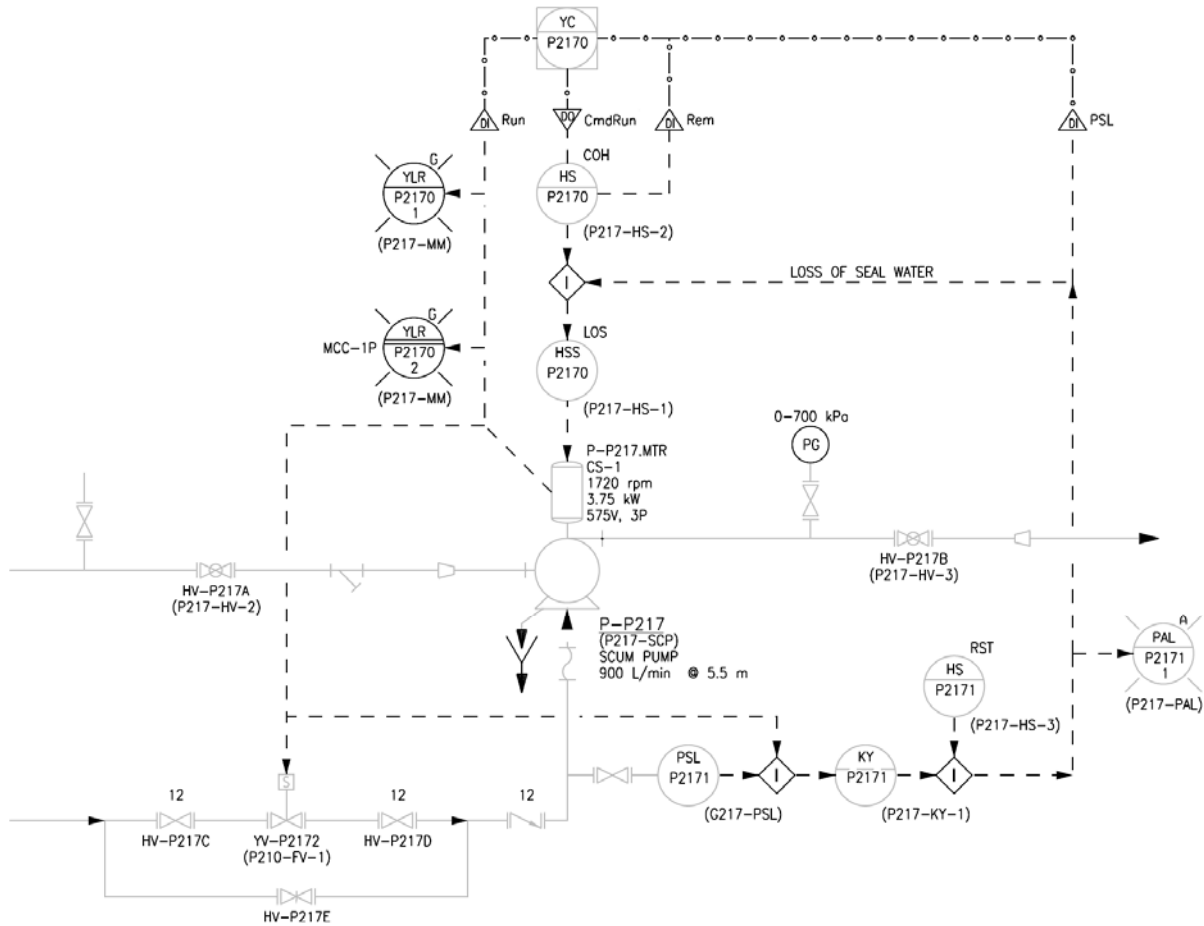 YC
P2170
DI
Run
DO
CmdRun
DI
Rem
DI
PSL
COH
G
YLR
P2170
1
(P217-MM)
HS
P2170
(P217-HS-2)
I
LOSS OF SEAL WATER
G
LOS
MCC-1P
YLR
P2170
2
(P217-MM)
HSS
P2170
(P217-HS-1)
0-700 kPa
PG
P-P217.MTR
CS-1
1720 rpm
3.75 kW
575V, 3P
HV-P217A
(P217-HV-2)
HV-P217B
(P217-HV-3)
P-P217
(P217-SCP)
SCUM PUMP
900 L/min @ 5.5 m
RST
HS
P2171
(P217-HS-3)
A
PAL
P2171
1
(P217-PAL)
S
PSL
P2171
(G217-PSL)
I
KY
P2171
(P217-KY-1)
I
12
HV-P217C
YV-P2172
(P210-FV-1)
12
HV-P217D
12
HV-P217E